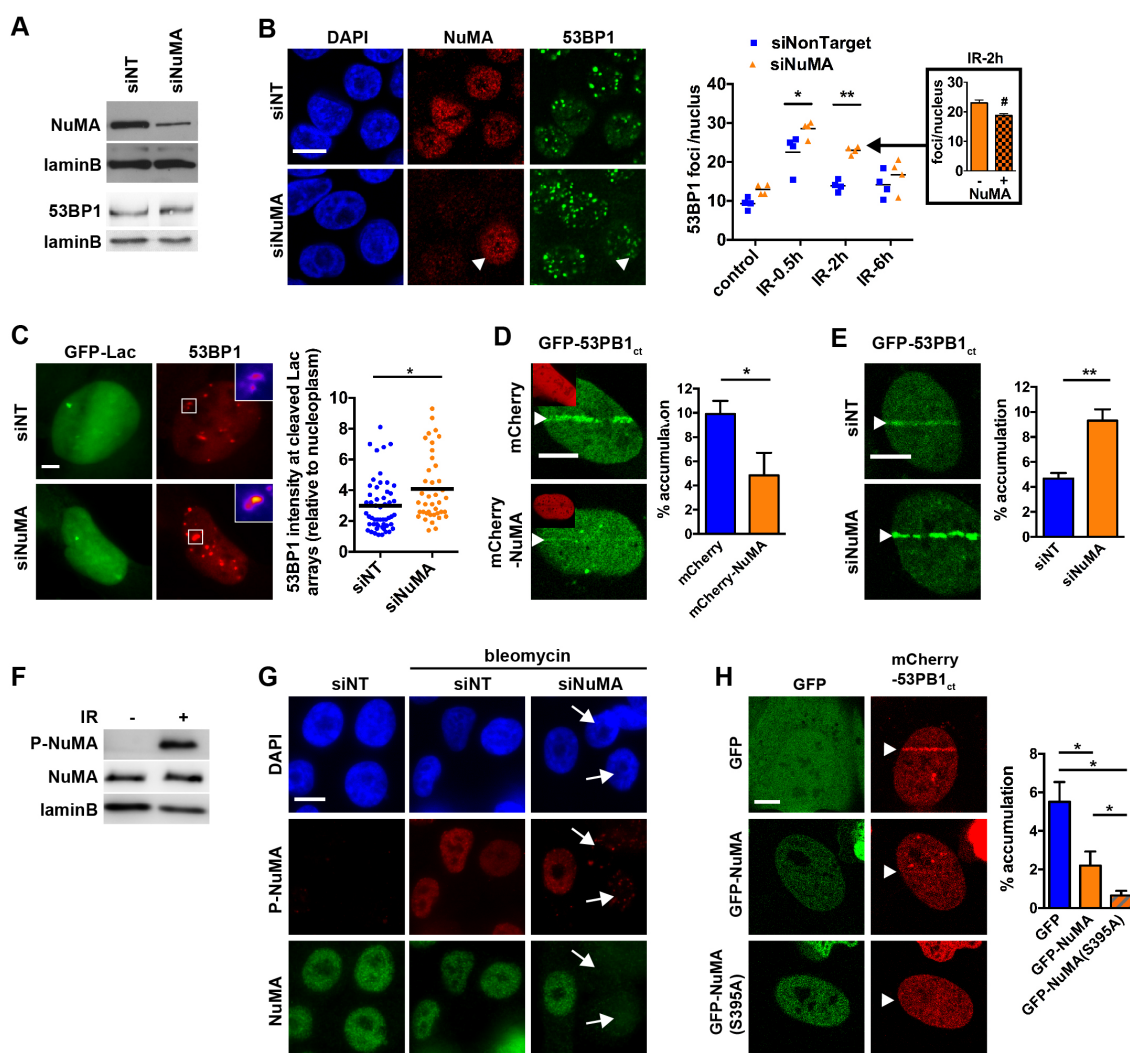 A
siNT
siNuMA
NuMA
laminB
53BP1
laminB
B
DAPI
NuMA
53BP1
siNT
siNuMA
siNonTarget
siNuMA
53BP1 foci /nuclus
40
30
20
10
0
*
**
control
IR-0.5h
IR-2h
IR-6h
IR-2h
foci/nucleus
30
20
10
0
#
- +
NuMA
C
GFP-Lac
53BP1
siNT
siNuMA
53BP1 intensity at cleaved Lac
arrays (relative to nucleoplasm)
10
8
6
4
2
0
*
siNT
siNuMA
D
GFP-53PB1ct
mCherry
mCherry
-NuMA
% accumulation
12
10
8
6
4
2
0
*
mCherry
mCherry-NuMA
E
GFP-53PB1ct
siNT
siNuMA
% accumulation
12
10
8
6
4
2
0
**
siNT
siNuMA
F
IR - +
P-NuMA
NuMA
laminB
G
bleomycin
siNT
siNT
siNuMA
DAPI
P-NuMA
NuMA
H
GFP
mCherry
-53PB1ct
GFP
GFP-NuMA
GFP-NuMA
(S395A)
% accumulation
8
6
4
2
0
*
*
*
GFP
GFP-NuMA
GFP-NuMA(S395A)